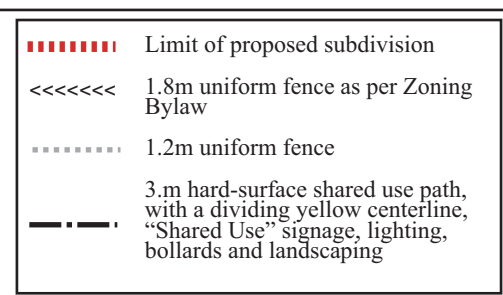 Limit of proposed subdivision
<<<<<<< 1.8m uniform fence as per Zoning
Bylaw
1.2m uniform fence
3.m hard-surface shared use path,
with a dividing yellow centerline,
“Shared Use” signage, lighting,
bollards and landscaping